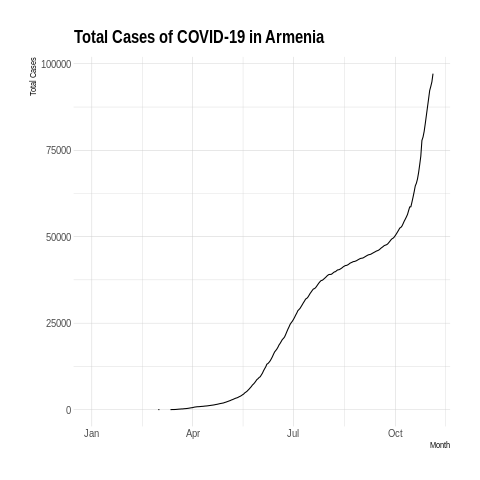 Total Cases of COVID-19 in Armenia
Total Cases
100000
75000
50000
25000
0
Jan Apr Jul Oct
Month